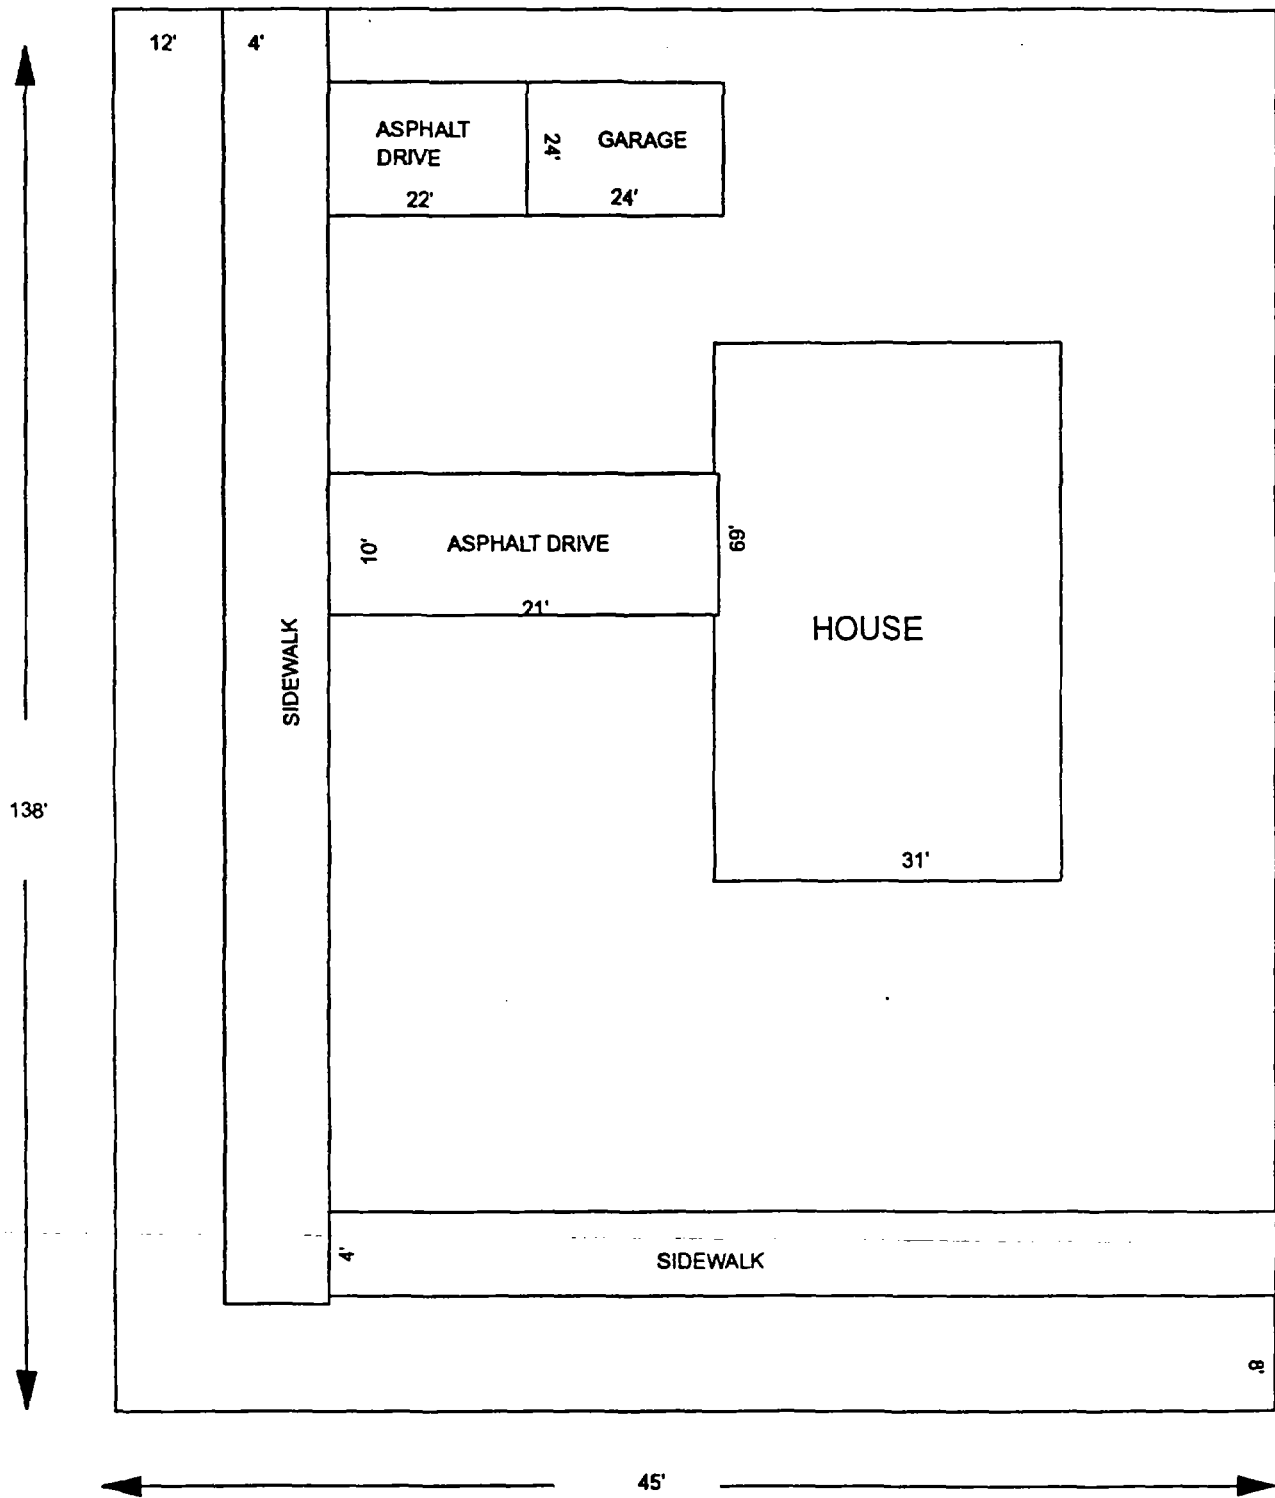 12'
4'
ASPHALT
DRIVE
22'
24'
GARAGE
24'
10'
ASPHALT DRIVE
21'
69'
HOUSE
SIDEWALK
138'
31'
4'
SIDEWALK
8'
45'